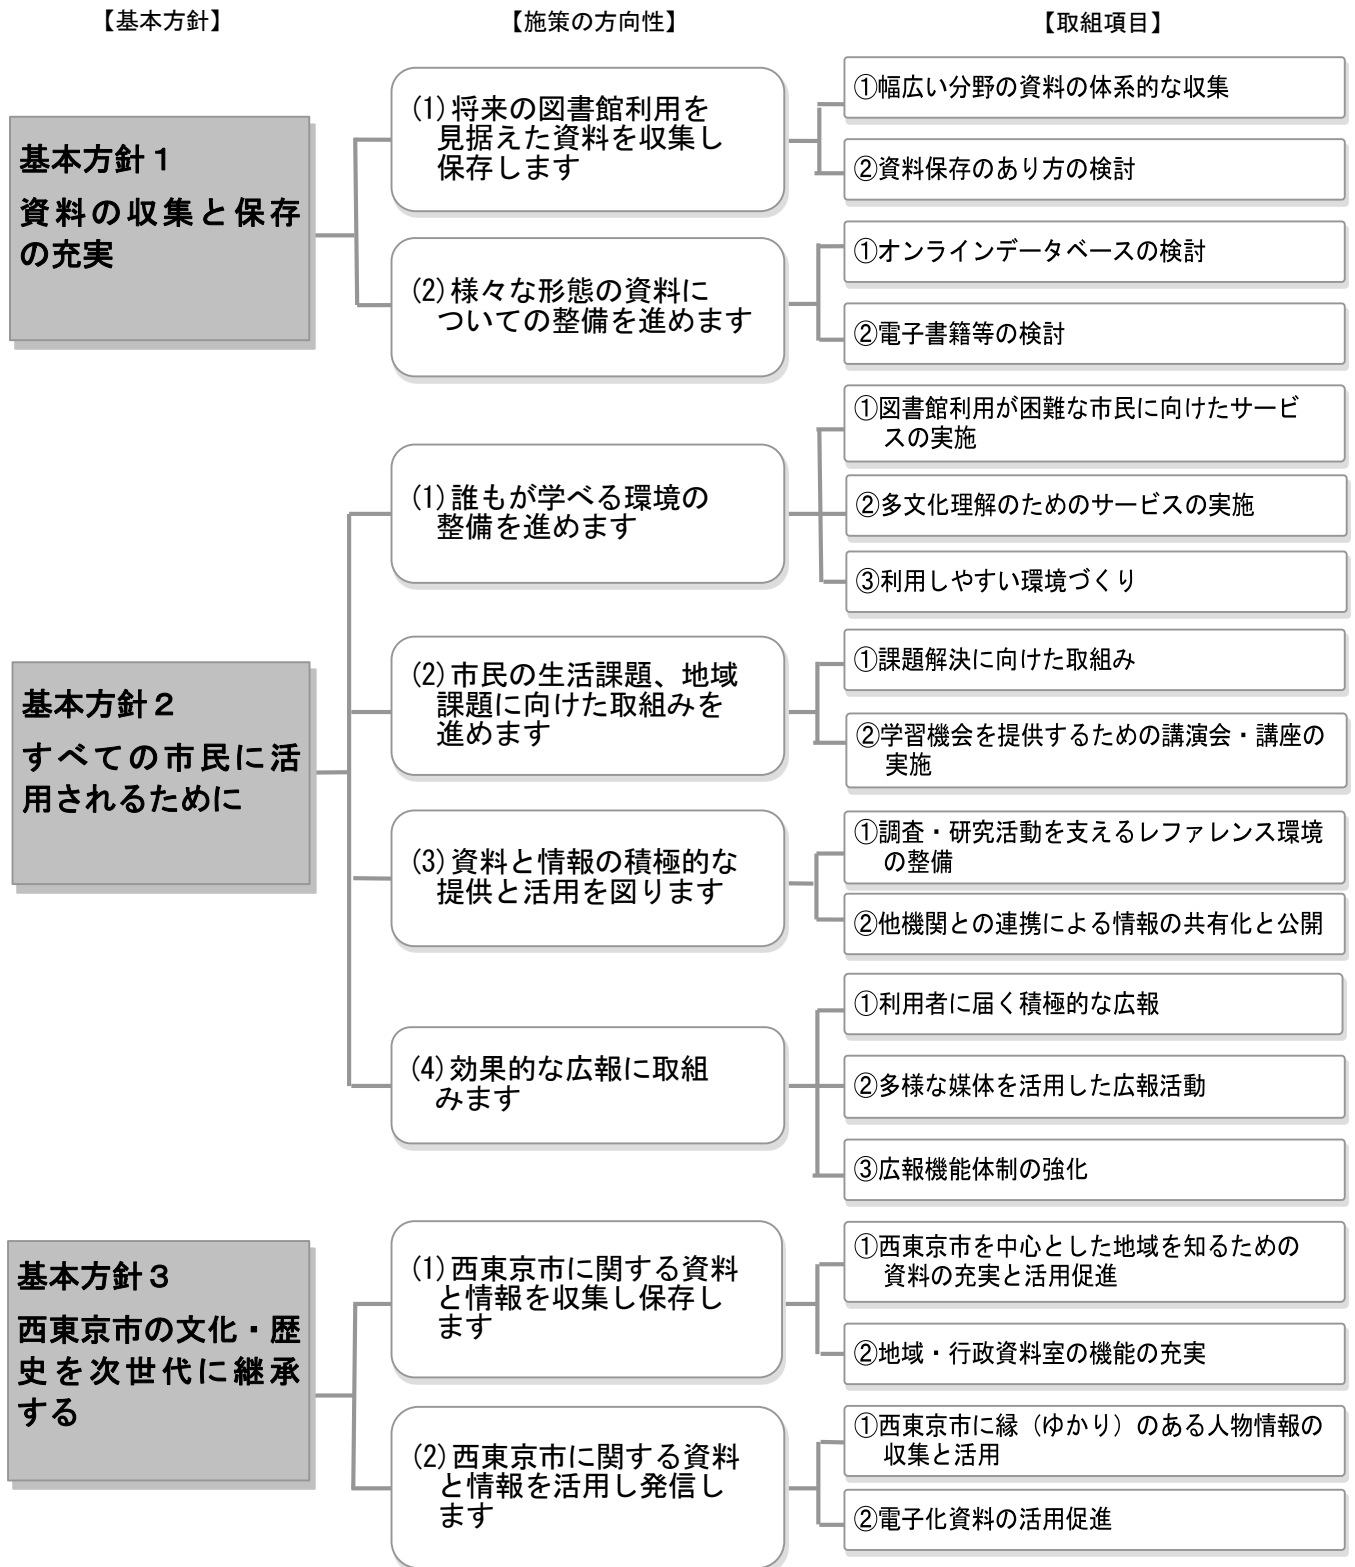 【基本方針】
【施策の方向性】
【取組項目】
基本方針１
資料の収集と保存
の充実
(1)将来の図書館利用を
見据えた資料を収集し
保存します
①幅広い分野の資料の体系的な収集
②資料保存のあり方の検討
(2)様々な形態の資料に
ついての整備を進めます
①オンラインデータベースの検討
②電子書籍等の検討
基本方針２
すべての市民に活
用されるために
(1)誰もが学べる環境の
整備を進めます
①図書館利用が困難な市民に向けたサービ
スの実施
②多文化理解のためのサービスの実施
③利用しやすい環境づくり
(2)市民の生活課題、地域
課題に向けた取組みを
進めます
①課題解決に向けた取組み
②学習機会を提供するための講演会・講座の
実施
(3)資料と情報の積極的な
提供と活用を図ります
①調査・研究活動を支えるレファレンス環境
の整備
②他機関との連携による情報の共有化と公開
(4)効果的な広報に取組
みます
①利用者に届く積極的な広報
②多様な媒体を活用した広報活動
③広報機能体制の強化
基本方針３
西東京市の文化・歴
史を次世代に継承
する
(1)西東京市に関する資料
と情報を収集し保存し
ます
①西東京市を中心とした地域を知るための
資料の充実と活用促進
②地域・行政資料室の機能の充実
(2)西東京市に関する資料
と情報を活用し発信し
ます
①西東京市に縁（ゆかり）のある人物情報の
収集と活用
②電子化資料の活用促進